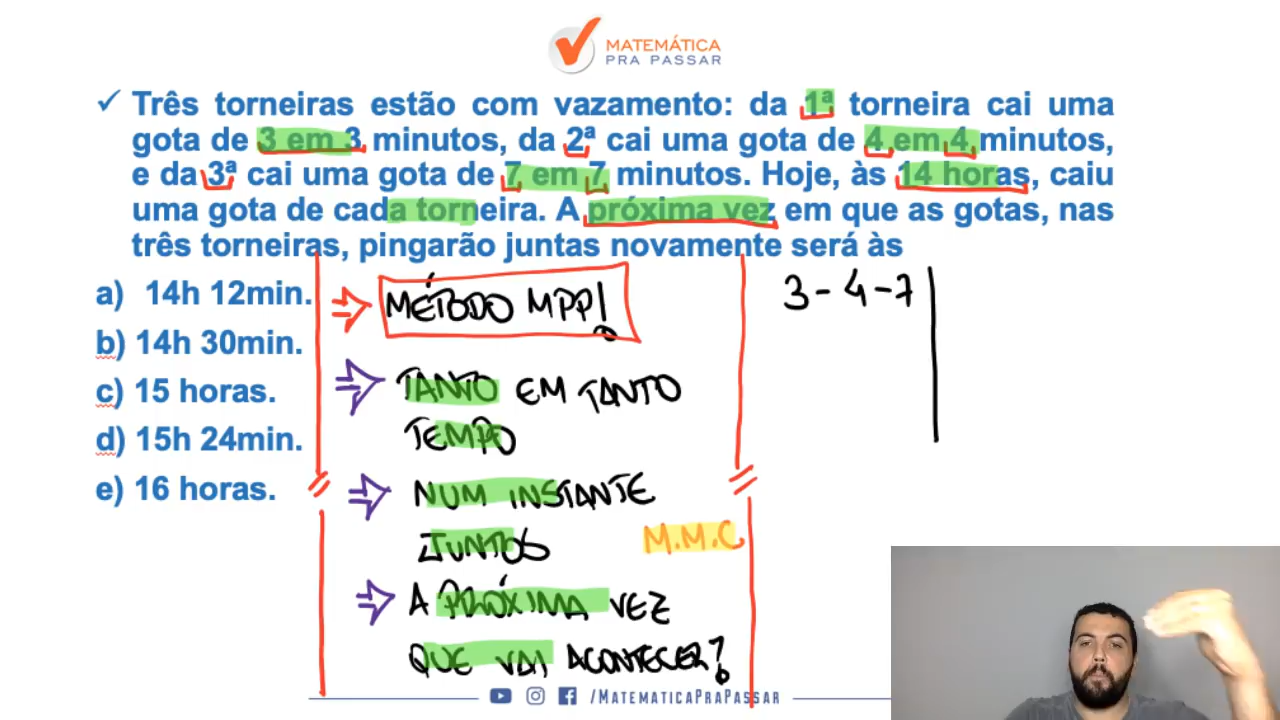 MATEMÁTICA
PRA PASSAR
✓ Três torneiras estão com vazamento: da 1ª torneira cai uma
gota de 3 em 3 minutos, da 2ª cai uma gota de 4 em 4 minutos,
e da 3ª cai uma gota de 7 em 7 minutos. Hoje, às 14 horas, caiu
uma gota de cada torneira. A próxima vez em que as gotas, nas
três torneiras, pingarão juntas novamente será às
a) 14h 12min.
b) 14h 30min.
c) 15 horas.
d) 15h 24min.
e) 16 horas.
⇒ MÉTODO MPP!
⇒ TANTO EM TANTO
TEMPO
⇒ NUM INSTANTE
JUNTOS
M.M.C
⇒ A PRÓXIMA VEZ
QUE VAI ACONTECER?
3 - 4 - 7
/MATEMATICAPRAPASSAR